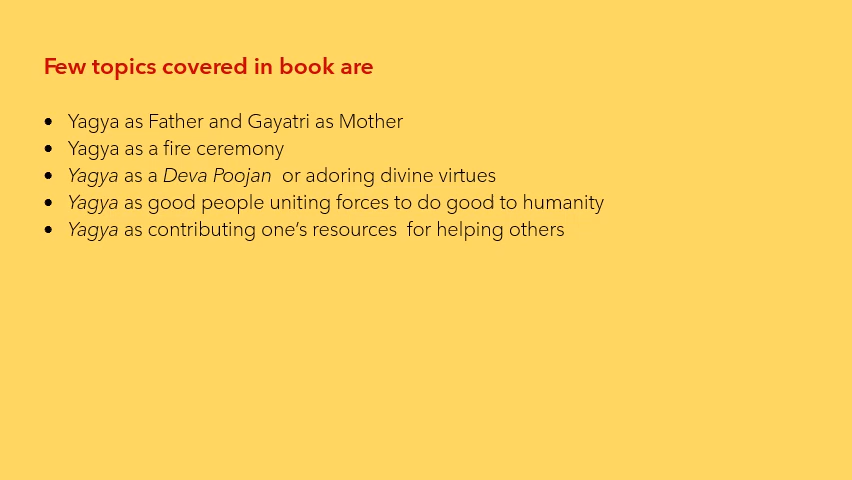 Few topics covered in book are
• Yagya as Father and Gayatri as Mother
• Yagya as a fire ceremony
• Yagya as a Deva Poojan or adoring divine virtues
• Yagya as good people uniting forces to do good to humanity
• Yagya as contributing one’s resources for helping others